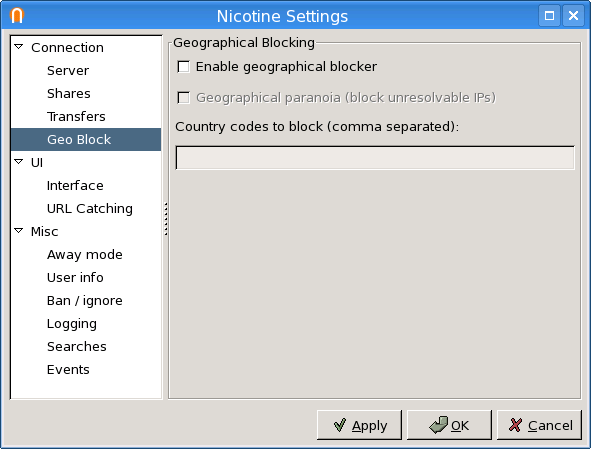 Nicotine Settings
Connection
Server
Shares
Transfers
Geo Block
UI
Interface
URL Catching
Misc
Away mode
User info
Ban / ignore
Logging
Searches
Events
Geographical Blocking
Enable geographical blocker
Geographical paranoia (block unresolvable IPs)
Country codes to block (comma separated):
Apply
OK
Cancel